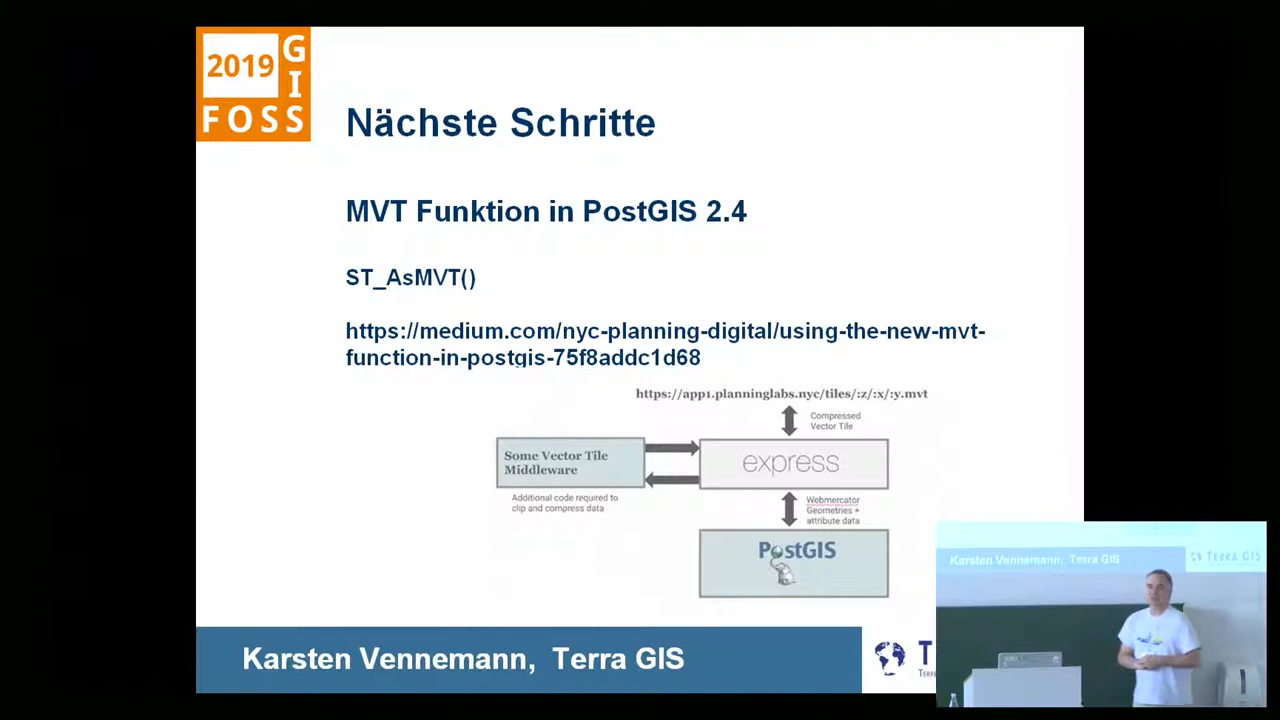 2019
GIS
FOSS
Nächste Schritte
MVT Funktion in PostGIS 2.4
ST_AsMVT()
https://medium.com/nyc-planning-digital/using-the-new-mvt-
function-in-postgis-75f8addc1d68
https://app1.planninglabs.nyc/tiles/:z/:x/:y.mvt
Compressed
Vector Tile
Some Vector Tile
Middleware
express
Additional code required to
clip and compress data
Webmercator
Geometries +
attribute data
PostGIS
Karsten Vennemann, Terra GIS
Karsten Vennemann, Terra GIS
TERRA GIS